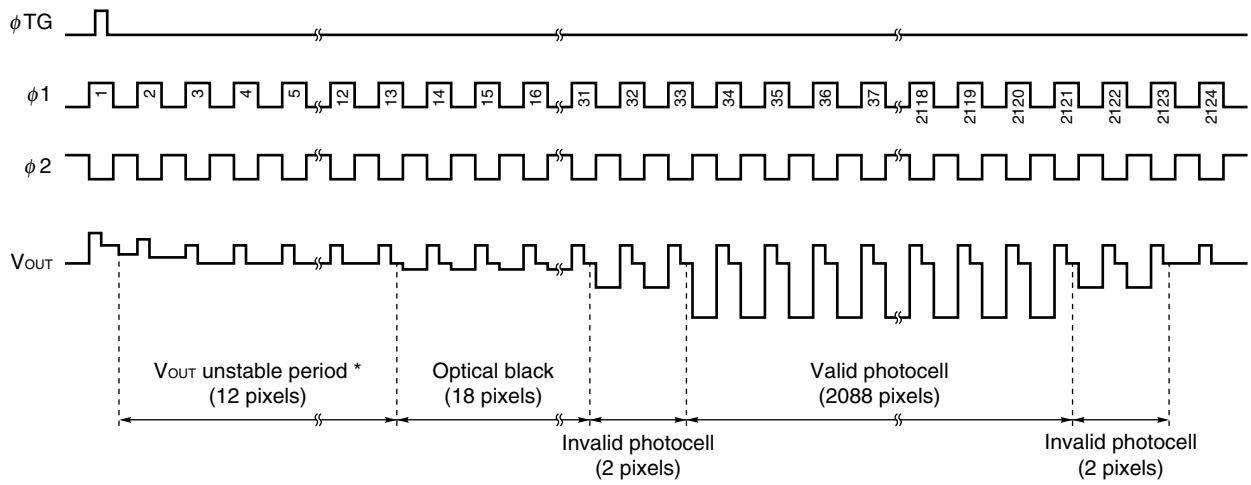 ϕTG
ϕ1
1 2 3 4 5 12 13 14 15 16 31 32 33 34 35 36 37 2118 2119 2120 2121 2122 2123 2124
ϕ2
VOUT
VOUT unstable period *
(12 pixels)
Optical black
(18 pixels)
Valid photocell
(2088 pixels)
Invalid photocell
(2 pixels)
Invalid photocell
(2 pixels)